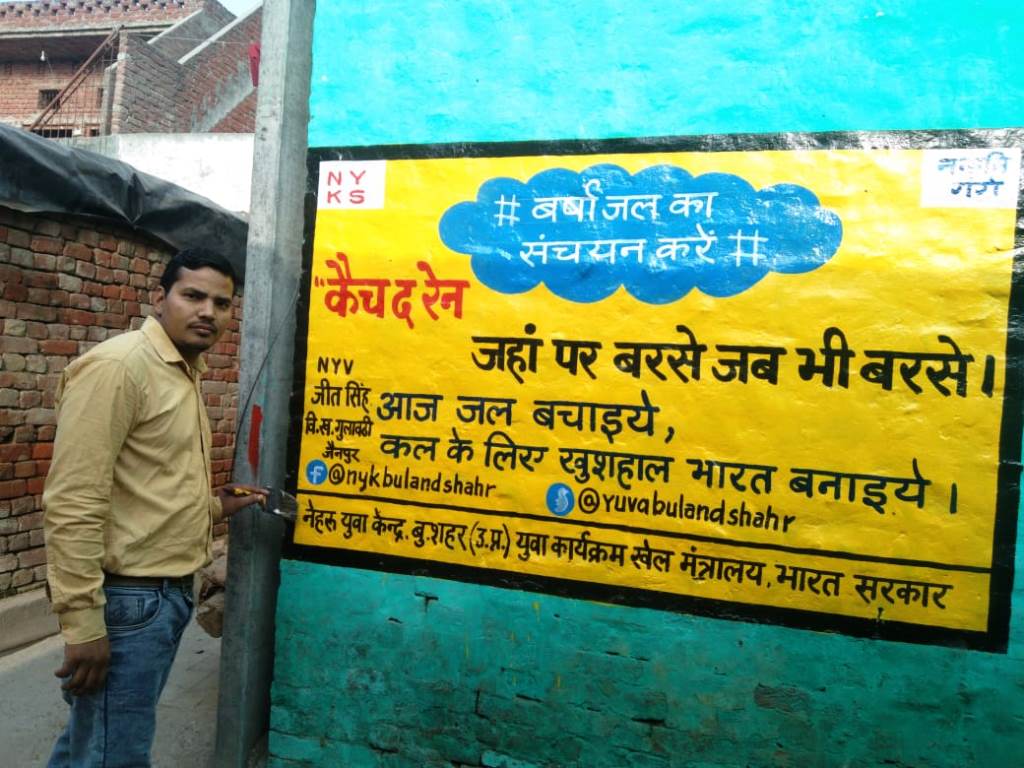 N Y
K S
# बर्षा जल का
संचयन करें #
नमामि
गंगे
"कैच द रेन
जहां पर बरसे जब भी बरसे।
NYV
जीत सिंह
वि.ख.गुलावठी
जैनपुर
आज जल बचाइये,
कल के लिए खुशहाल भारत बनाइये।
@nykbulandshahr
@yuvabulandshahr
नेहरू युवा केन्द्र, बु.शहर (उ.प्र.) युवा कार्यक्रम खेल मंत्रालय, भारत सरकार